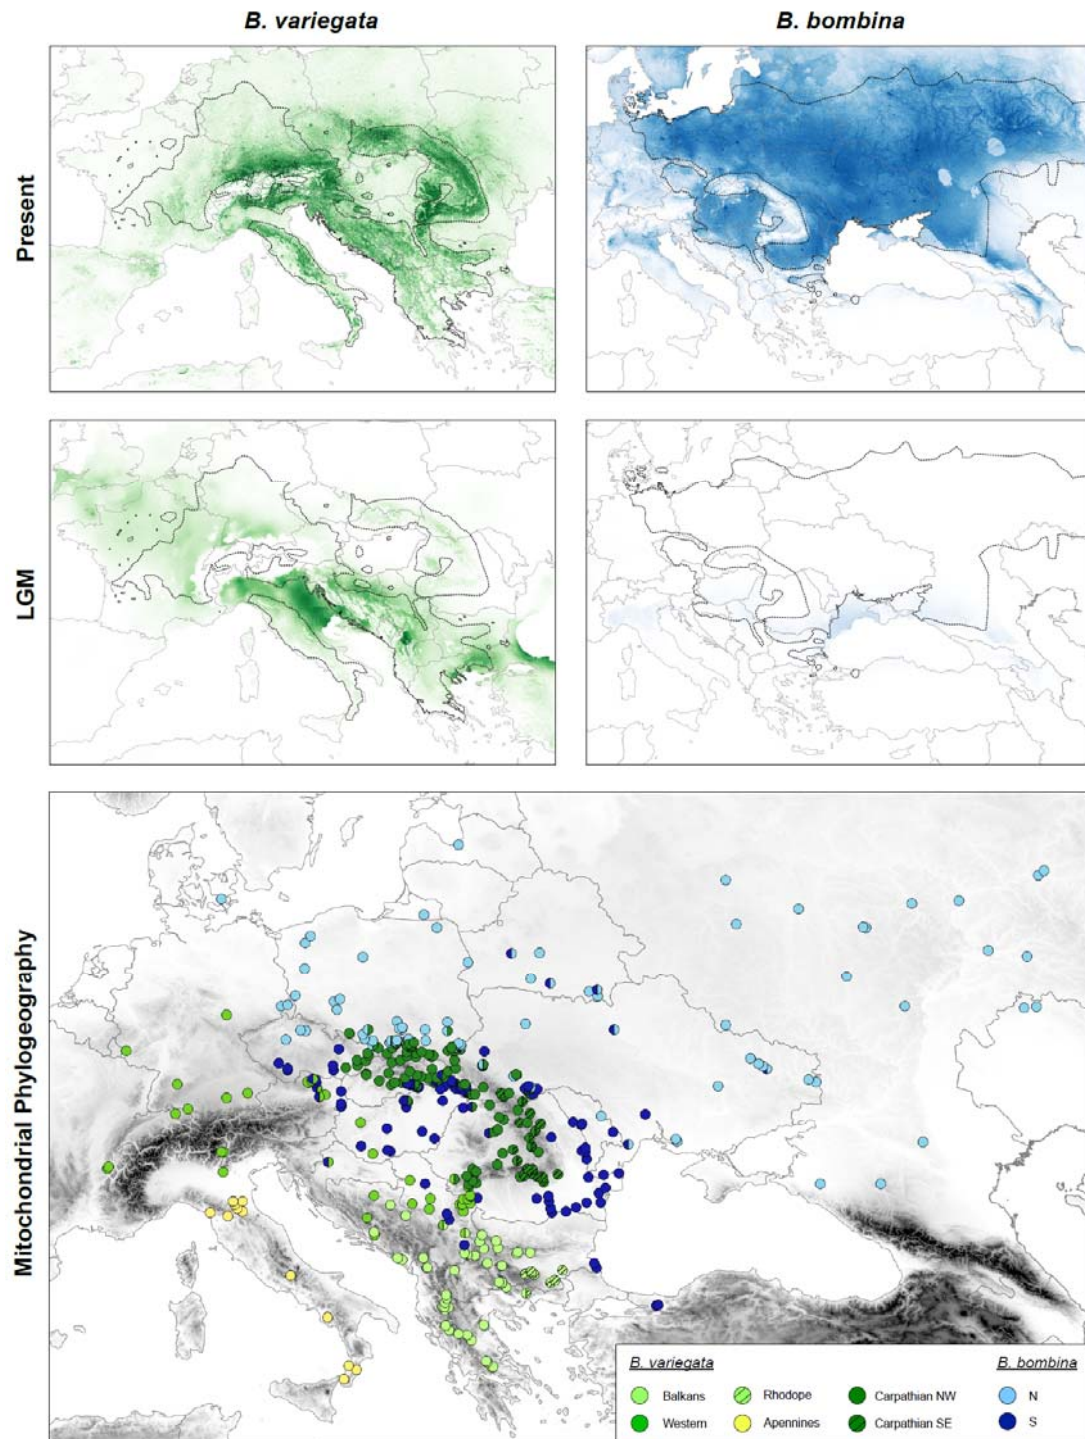 B. variegata
B. bombina
Present
LGM
Mitochondrial Phylogeography
B. variegata
B. bombina
Balkans
Rhodope
Carpathian NW
N
Western
Apennines
Carpathian SE
S